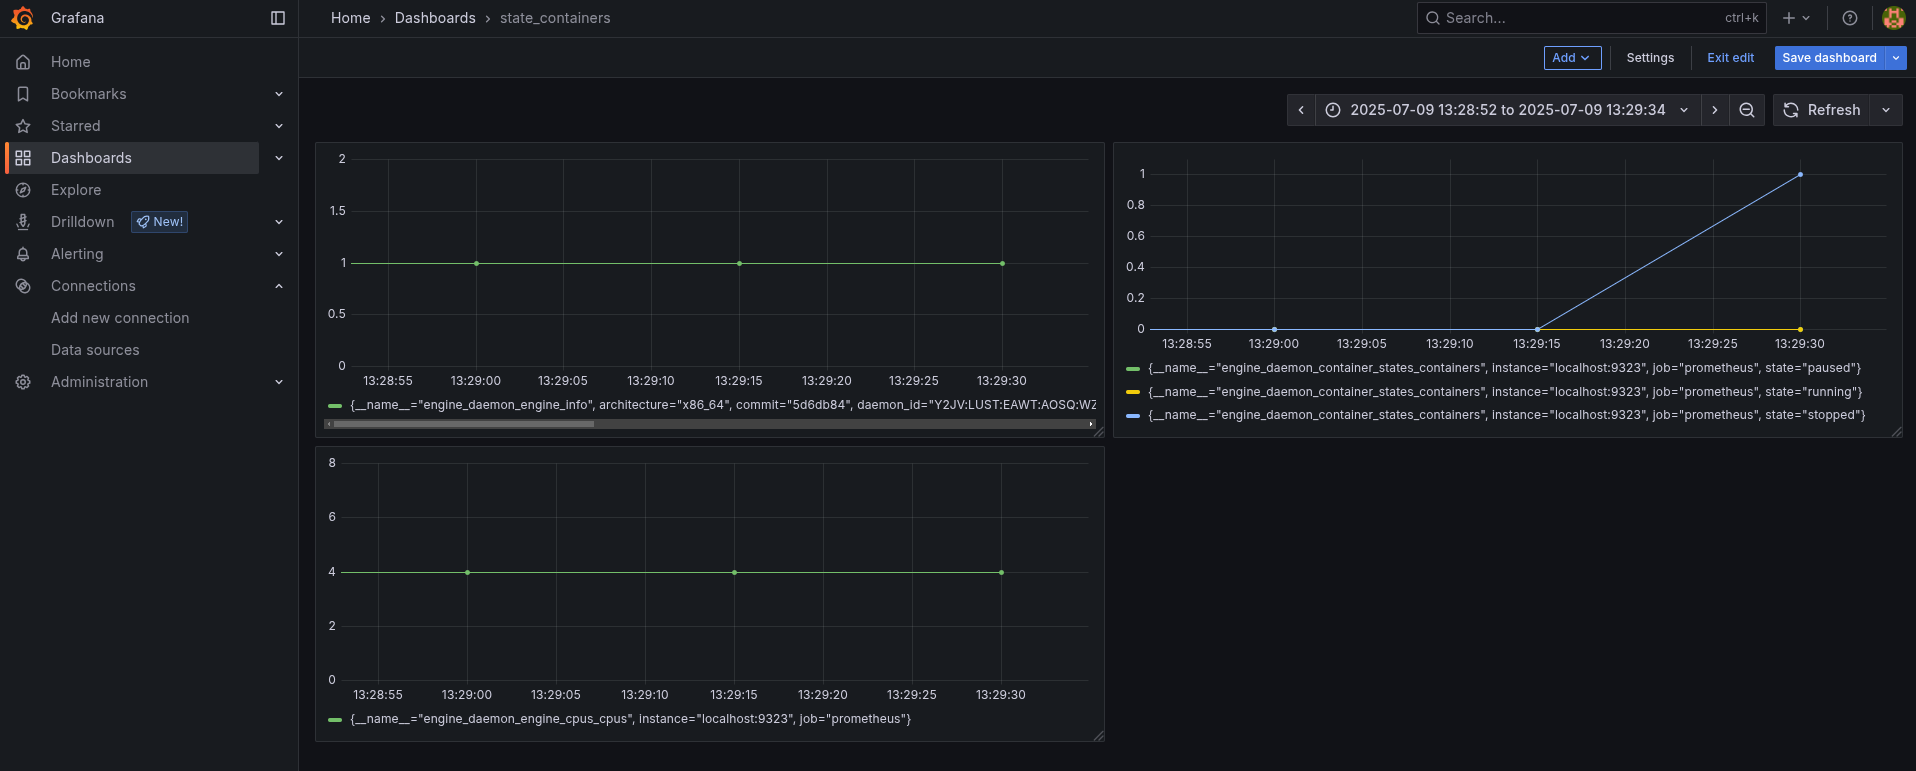 Grafana
Home > Dashboards > state_containers
Search... ctrl+k
Add Settings Exit edit Save dashboard
Home
Bookmarks
Starred
Dashboards
Explore
Drilldown New!
Alerting
Connections
Add new connection
Data sources
Administration
2025-07-09 13:28:52 to 2025-07-09 13:29:34 Refresh
2
1.5
1
0.5
0
13:28:55 13:29:00 13:29:05 13:29:10 13:29:15 13:29:20 13:29:25 13:29:30
{__name__="engine_daemon_engine_info", architecture="x86_64", commit="5d6db84", daemon_id="Y2JV:LUST:EAWT:AOSQ:WZ
1
0.8
0.6
0.4
0.2
0
13:28:55 13:29:00 13:29:05 13:29:10 13:29:15 13:29:20 13:29:25 13:29:30
{__name__="engine_daemon_container_states_containers", instance="localhost:9323", job="prometheus", state="paused"}
{__name__="engine_daemon_container_states_containers", instance="localhost:9323", job="prometheus", state="running"}
{__name__="engine_daemon_container_states_containers", instance="localhost:9323", job="prometheus", state="stopped"}
8
6
4
2
0
13:28:55 13:29:00 13:29:05 13:29:10 13:29:15 13:29:20 13:29:25 13:29:30
{__name__="engine_daemon_engine_cpus_cpus", instance="localhost:9323", job="prometheus"}